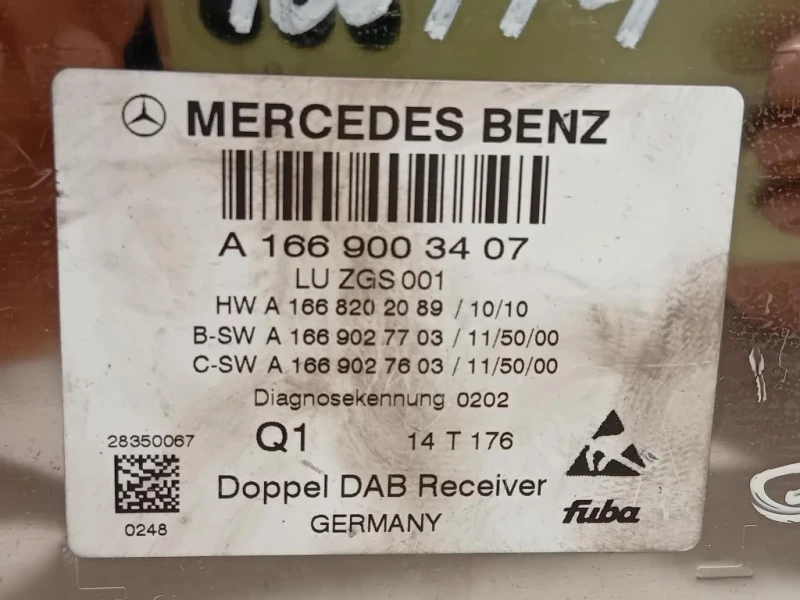 MERCEDES BENZ
A 166 900 34 07
LU ZGS 001
HW A 166 820 20 89 / 10/10
B-SW A 166 902 77 03 / 11/50/00
C-SW A 166 902 76 03 / 11/50/00
Diagnosekennung 0202
28350067
Q1 14 T 176
Doppel DAB Receiver
0248
GERMANY
fuba